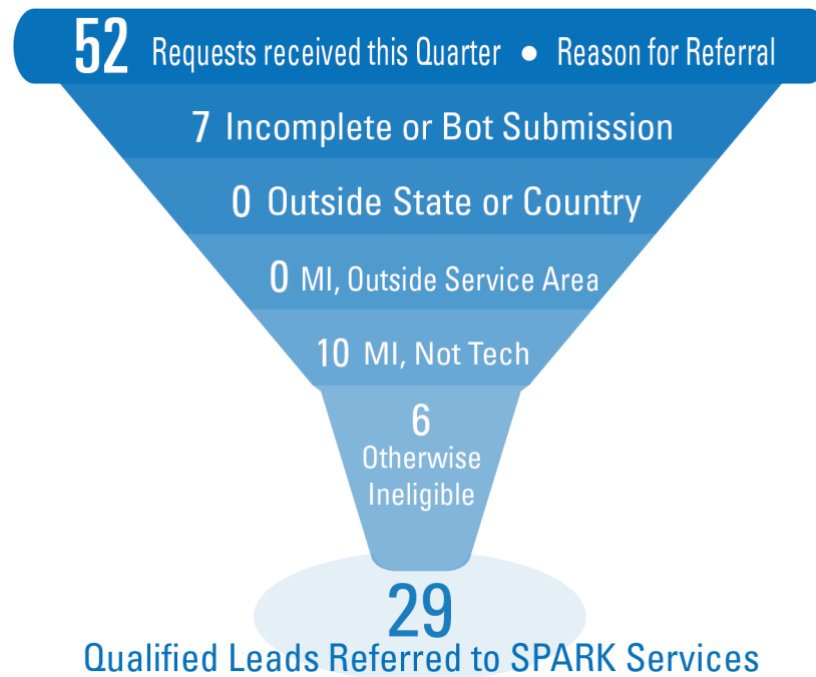 52 Requests received this Quarter ● Reason for Referral
7 Incomplete or Bot Submission
0 Outside State or Country
0 MI, Outside Service Area
10 MI, Not Tech
6
Otherwise
Ineligible
29
Qualified Leads Referred to SPARK Services